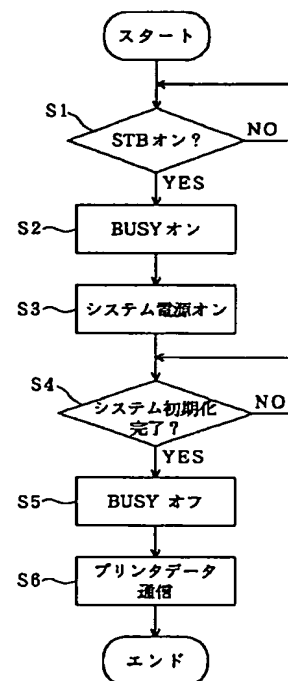 スタート
S1
STBオン?
NO
YES
S2
BUSYオン
S3
システム電源オン
S4
システム初期化
完了?
NO
YES
S5
BUSY オフ
S6
プリンタデータ
通信
エンド